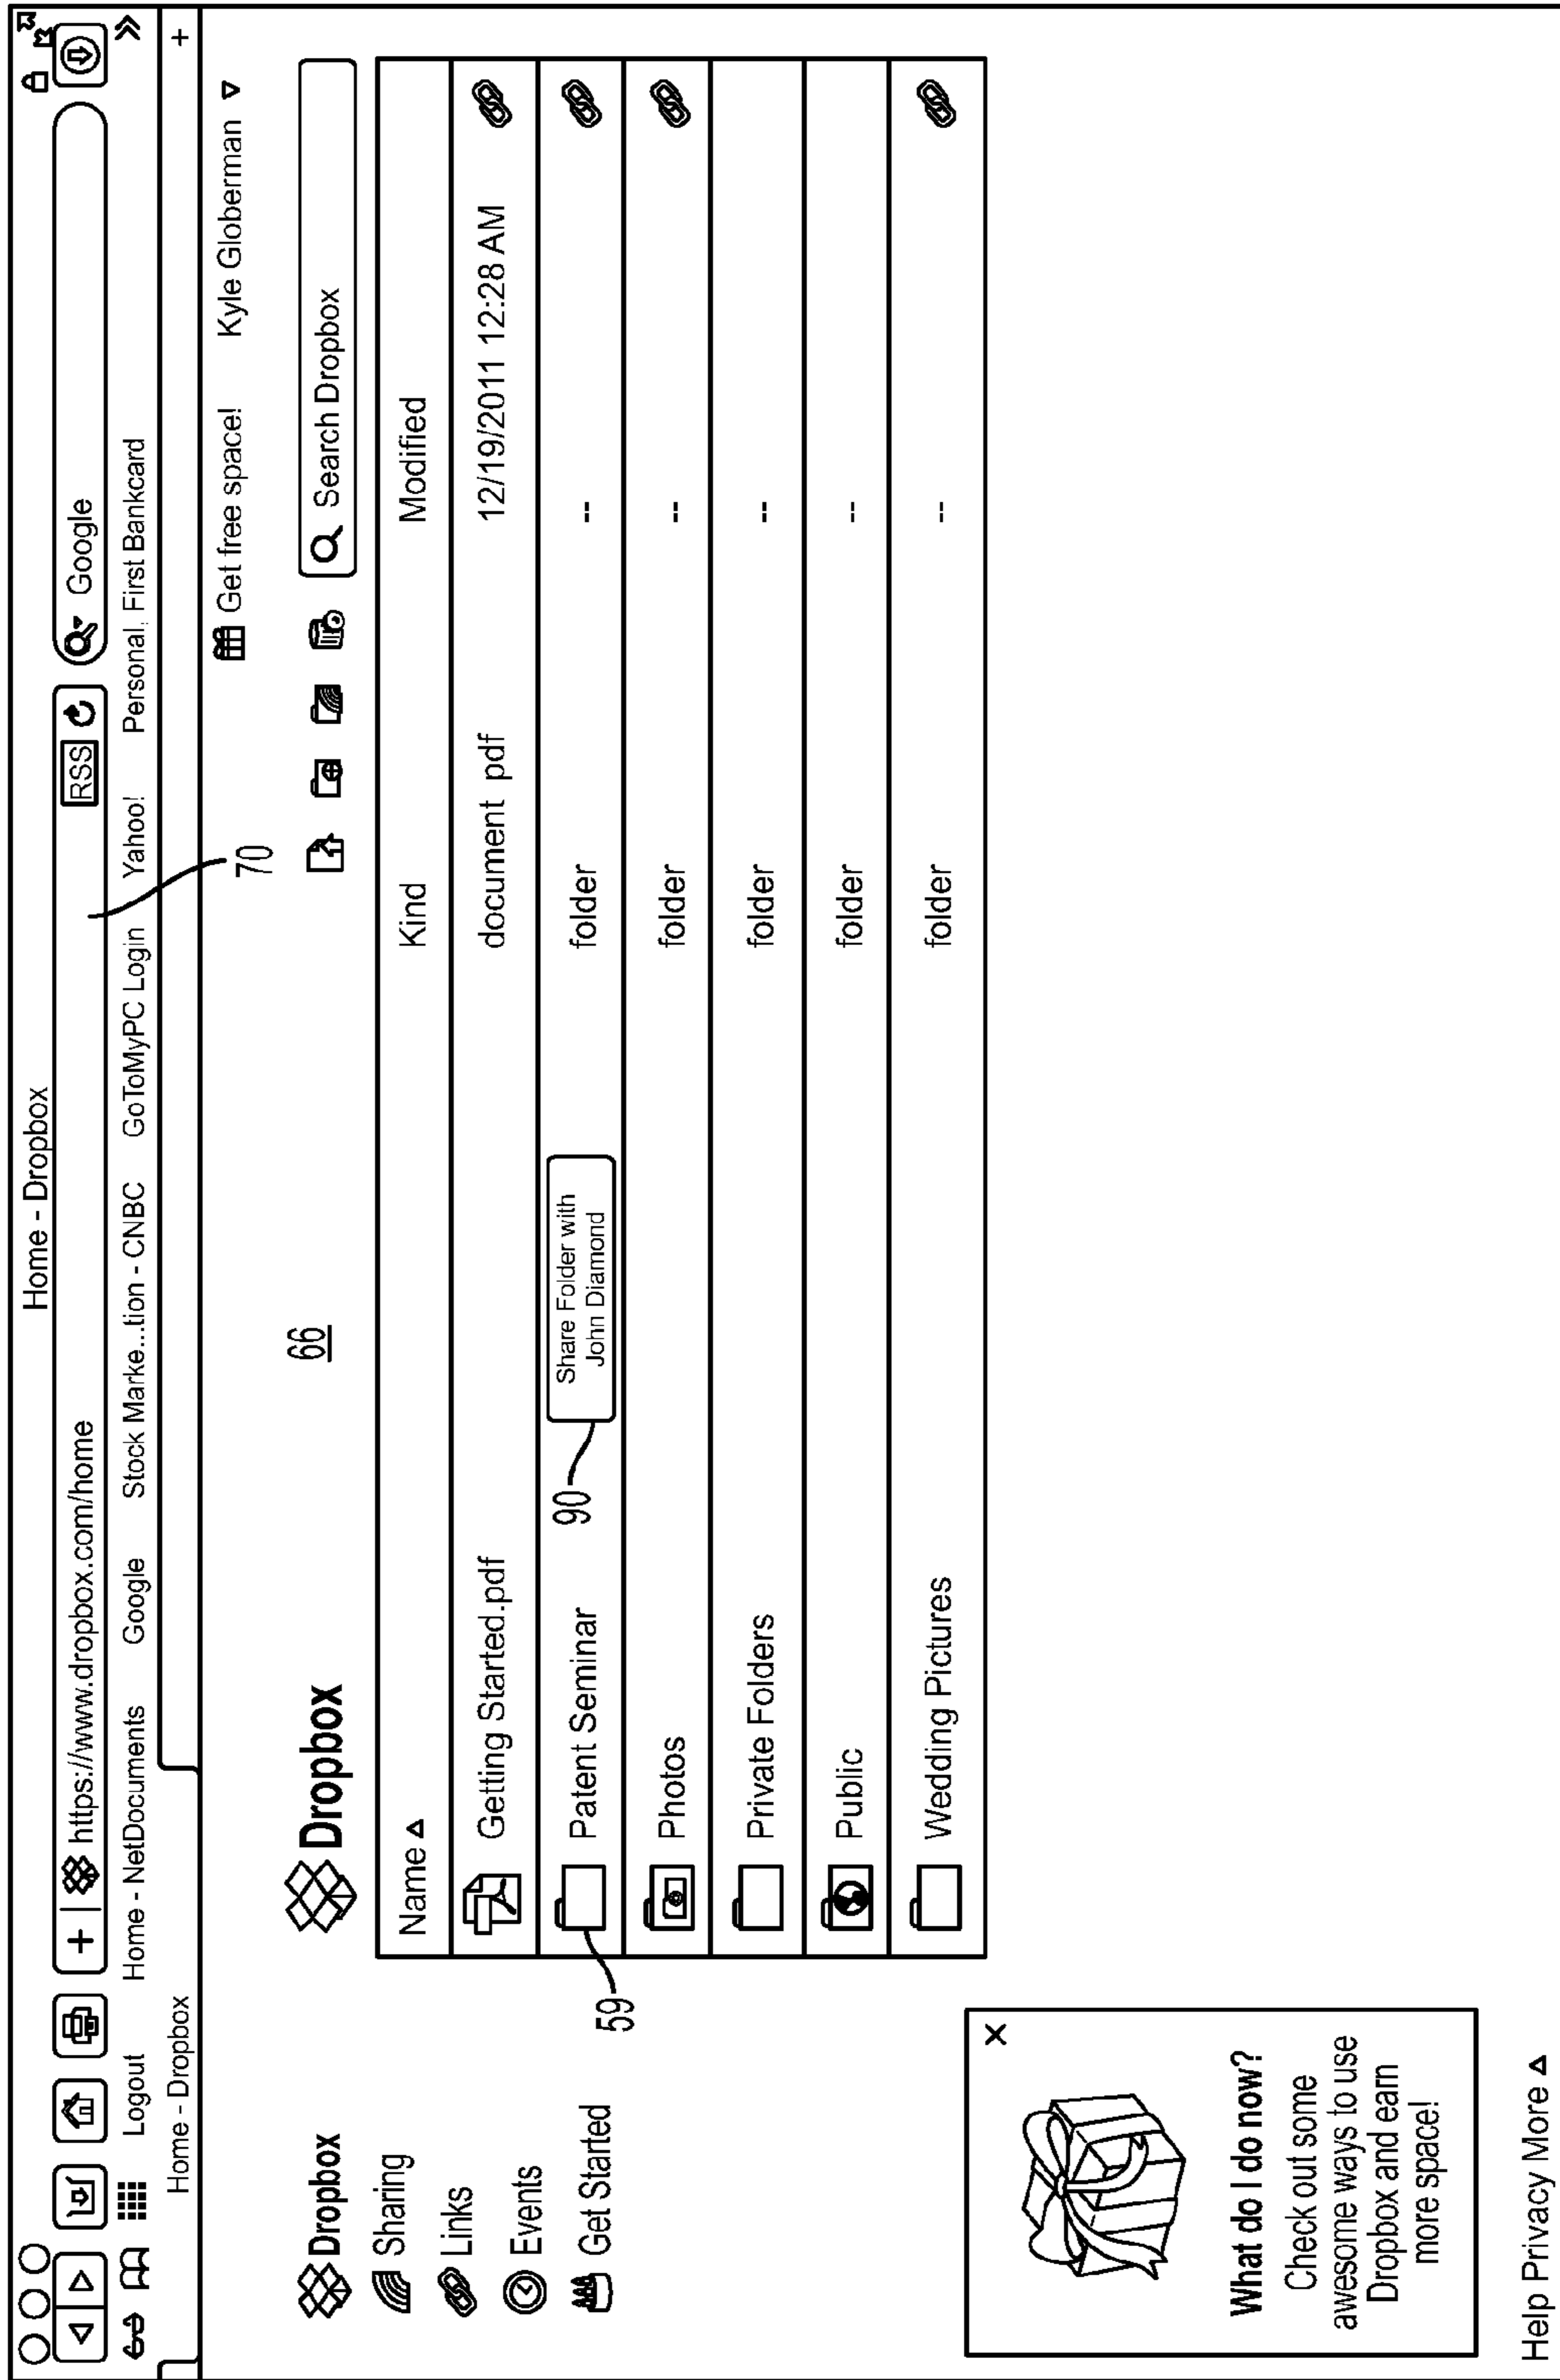 Home - Dropbox
+ https://www.dropbox.com/home RSS Google
Logout Home - NetDocuments Google Stock Marke...tion - CNBC GoToMyPC Login Yahoo! Personal, First Bankcard »
Home - Dropbox +
70
Get free space! Kyle Globerman
Dropbox 66 Search Dropbox
Dropbox
Sharing
Links
Events
Get Started
Name Kind Modified
Getting Started.pdf document pdf 12/19/2011 12:28 AM
Patent Seminar 90 Share Folder with folder --
John Diamond
59
Photos folder --
Private Folders folder --
Public folder --
Wedding Pictures folder --
X
What do I do now?
Check out some
awesome ways to use
Dropbox and earn
more space!
Help Privacy More